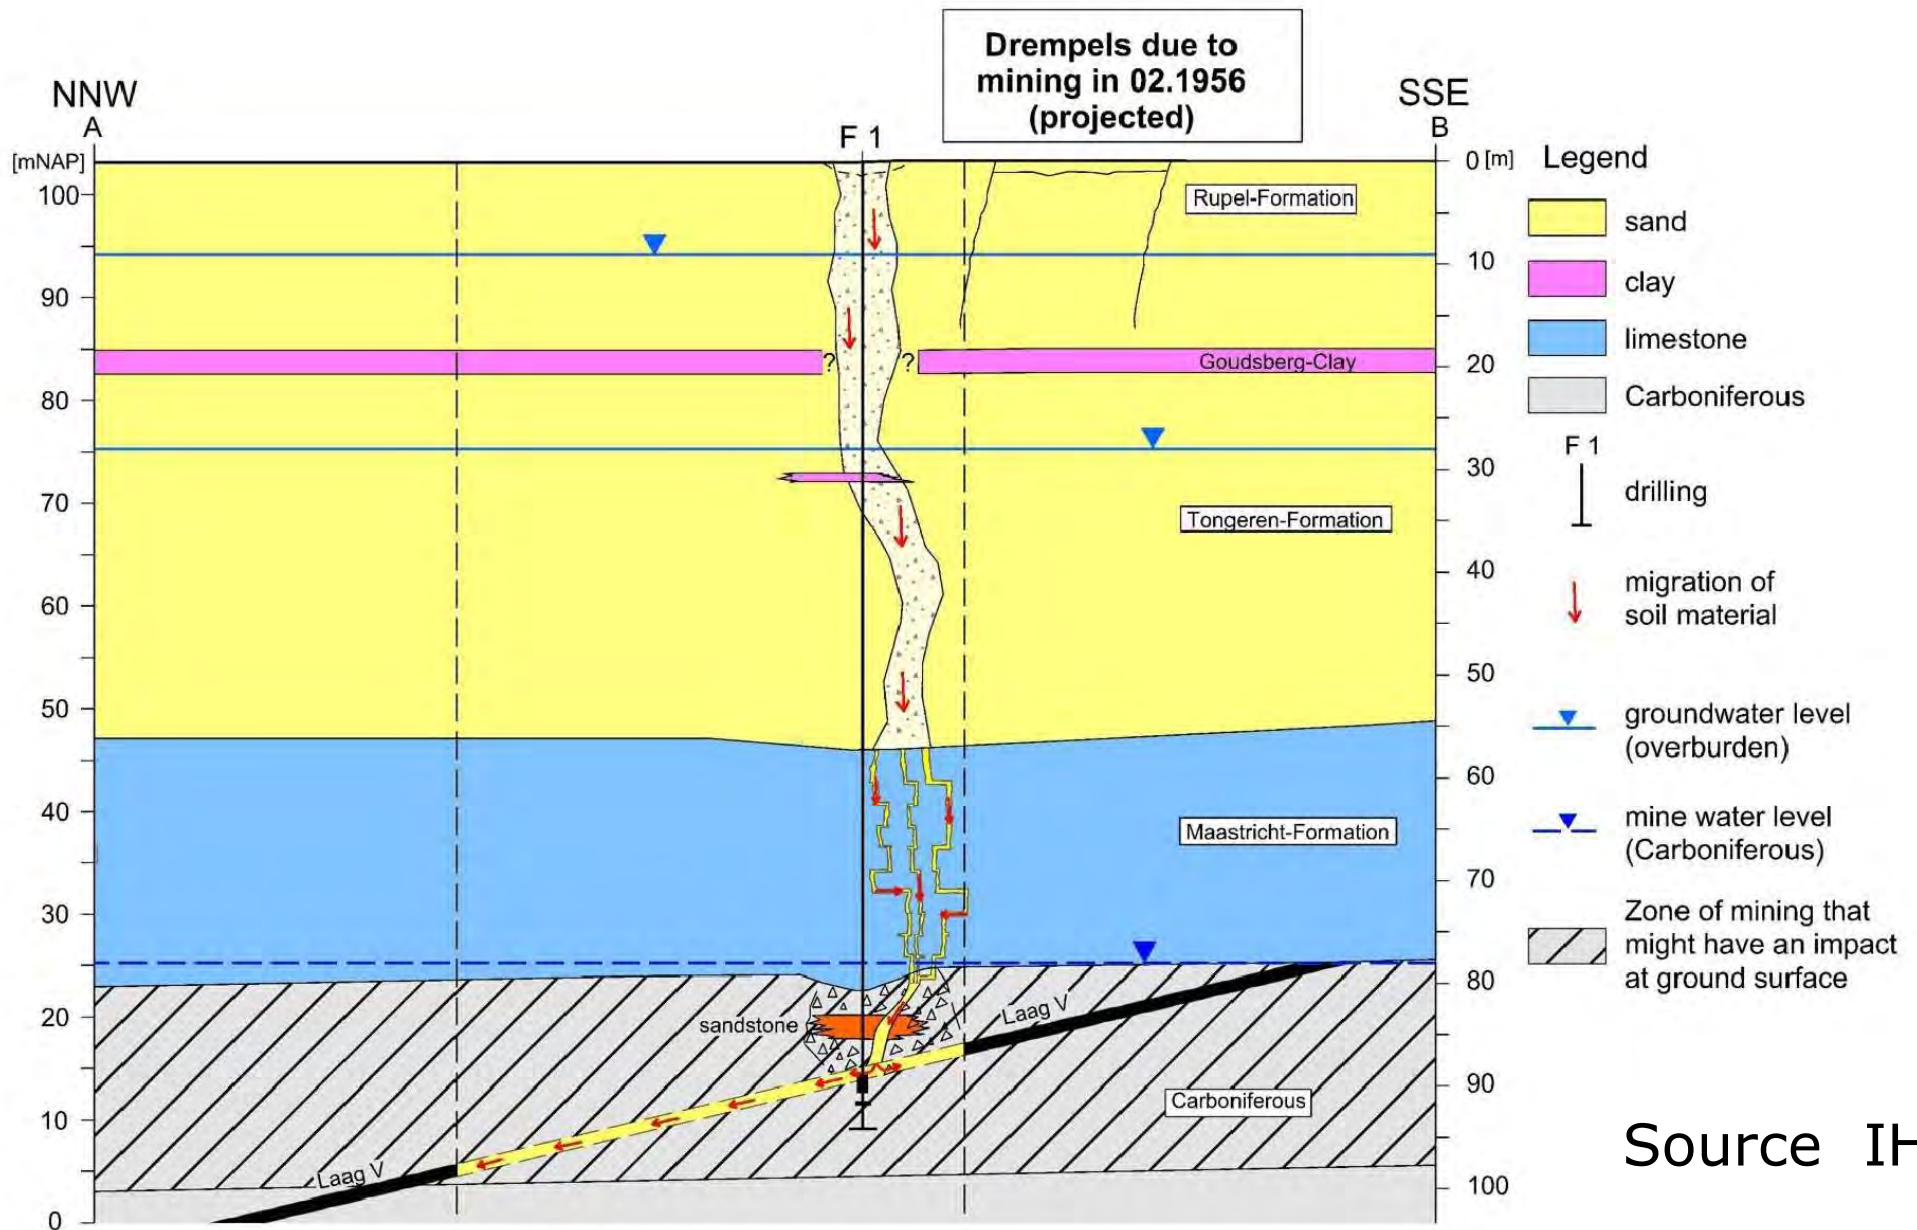 Drempels due to
mining in 02.1956
(projected)
NNW
A
F 1
SSE
B
[mNAP]
0 [m]
100
90
80
70
60
50
40
30
20
10
0
10
20
30
40
50
60
70
80
90
100
Rupel-Formation
?
?
Goudsberg-Clay
Tongeren-Formation
Maastricht-Formation
sandstone
Laag V
Carboniferous
Laag V
Legend
sand
clay
limestone
Carboniferous
F 1
drilling
migration of
soil material
groundwater level
(overburden)
mine water level
(Carboniferous)
Zone of mining that
might have an impact
at ground surface
Source IH